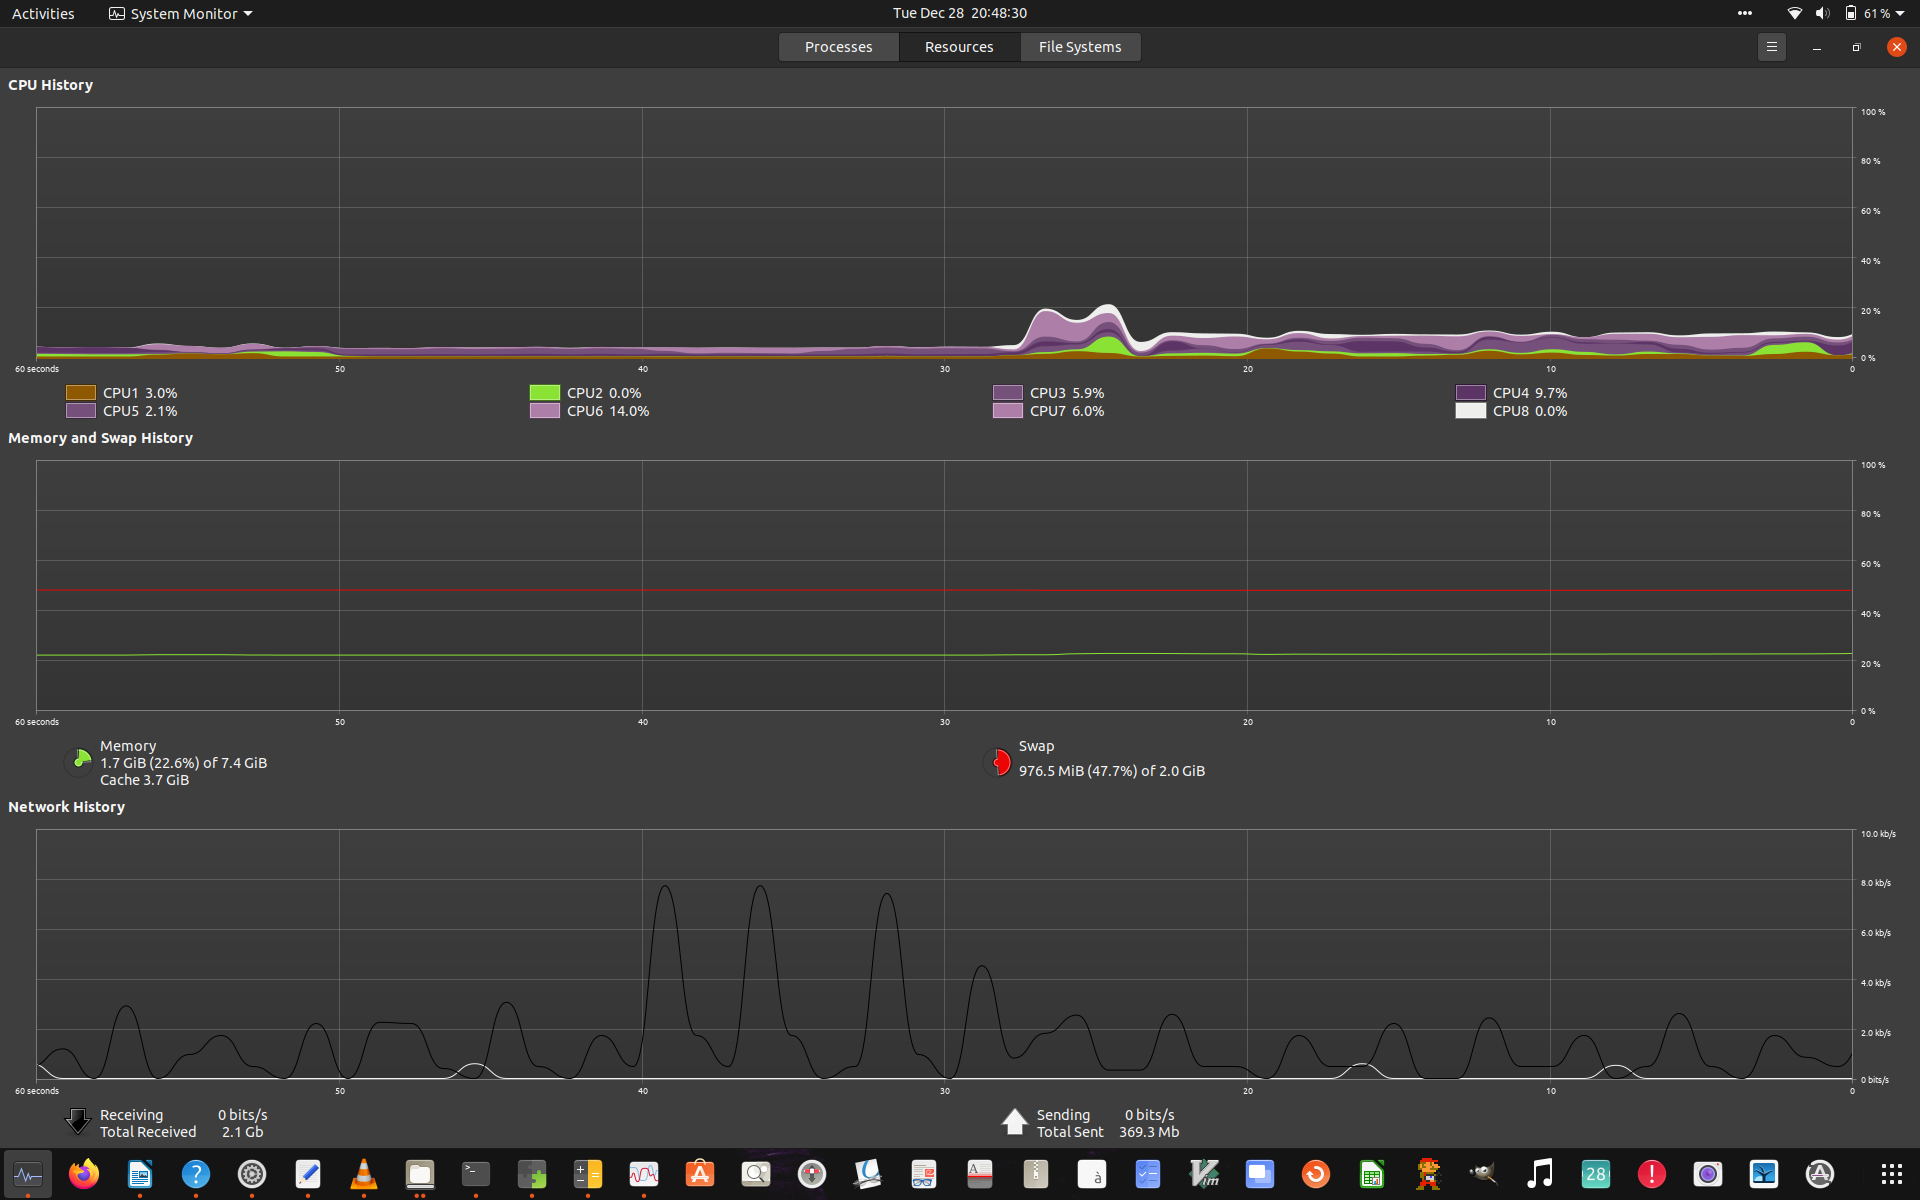 Activities System Monitor Tue Dec 28 20:48:30 61 %
Processes Resources File Systems
CPU History
100 %
80 %
60 %
40 %
20 %
0 %
60 seconds 50 40 30 20 10 0
CPU1 3.0% CPU2 0.0% CPU3 5.9% CPU4 9.7%
CPU5 2.1% CPU6 14.0% CPU7 6.0% CPU8 0.0%
Memory and Swap History
100 %
80 %
60 %
40 %
20 %
0 %
60 seconds 50 40 30 20 10 0
Memory
1.7 GiB (22.6%) of 7.4 GiB
Cache 3.7 GiB
Swap
976.5 MiB (47.7%) of 2.0 GiB
Network History
10.0 kb/s
8.0 kb/s
6.0 kb/s
4.0 kb/s
2.0 kb/s
0 bits/s
60 seconds 50 40 30 20 10 0
Receiving 0 bits/s Sending 0 bits/s
Total Received 2.1 Gb Total Sent 369.3 Mb
? >_ A à Vim 28 !